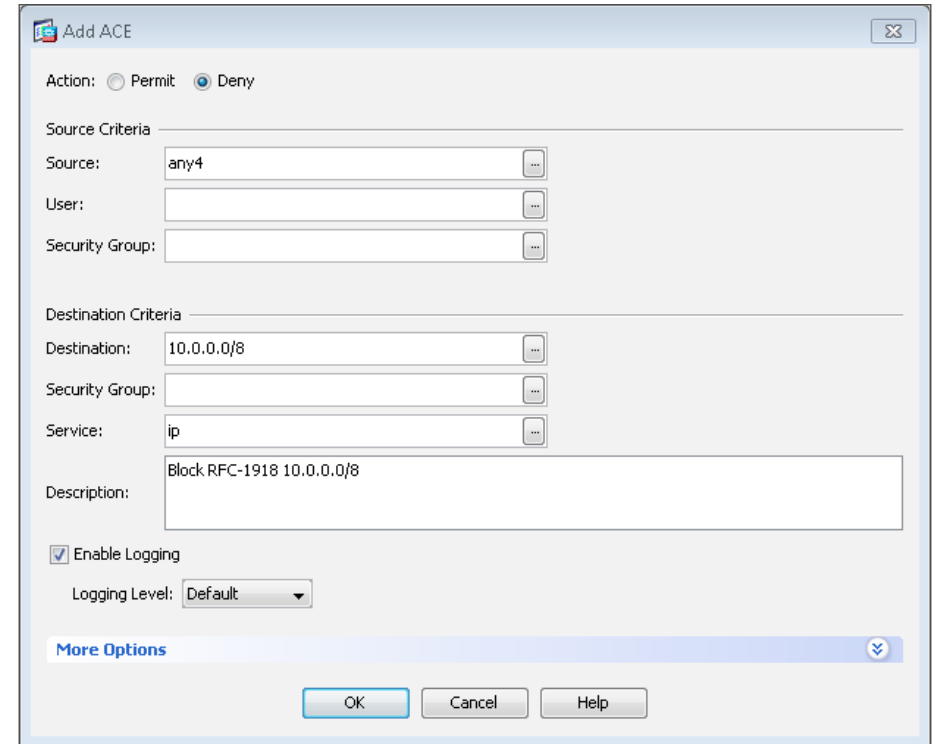 Add ACE
Action: Permit Deny
Source Criteria
Source: any4 ...
User: ...
Security Group: ...
Destination Criteria
Destination: 10.0.0.0/8 ...
Security Group: ...
Service: ip ...
Description: Block RFC-1918 10.0.0.0/8
Enable Logging
Logging Level: Default
More Options
OK Cancel Help